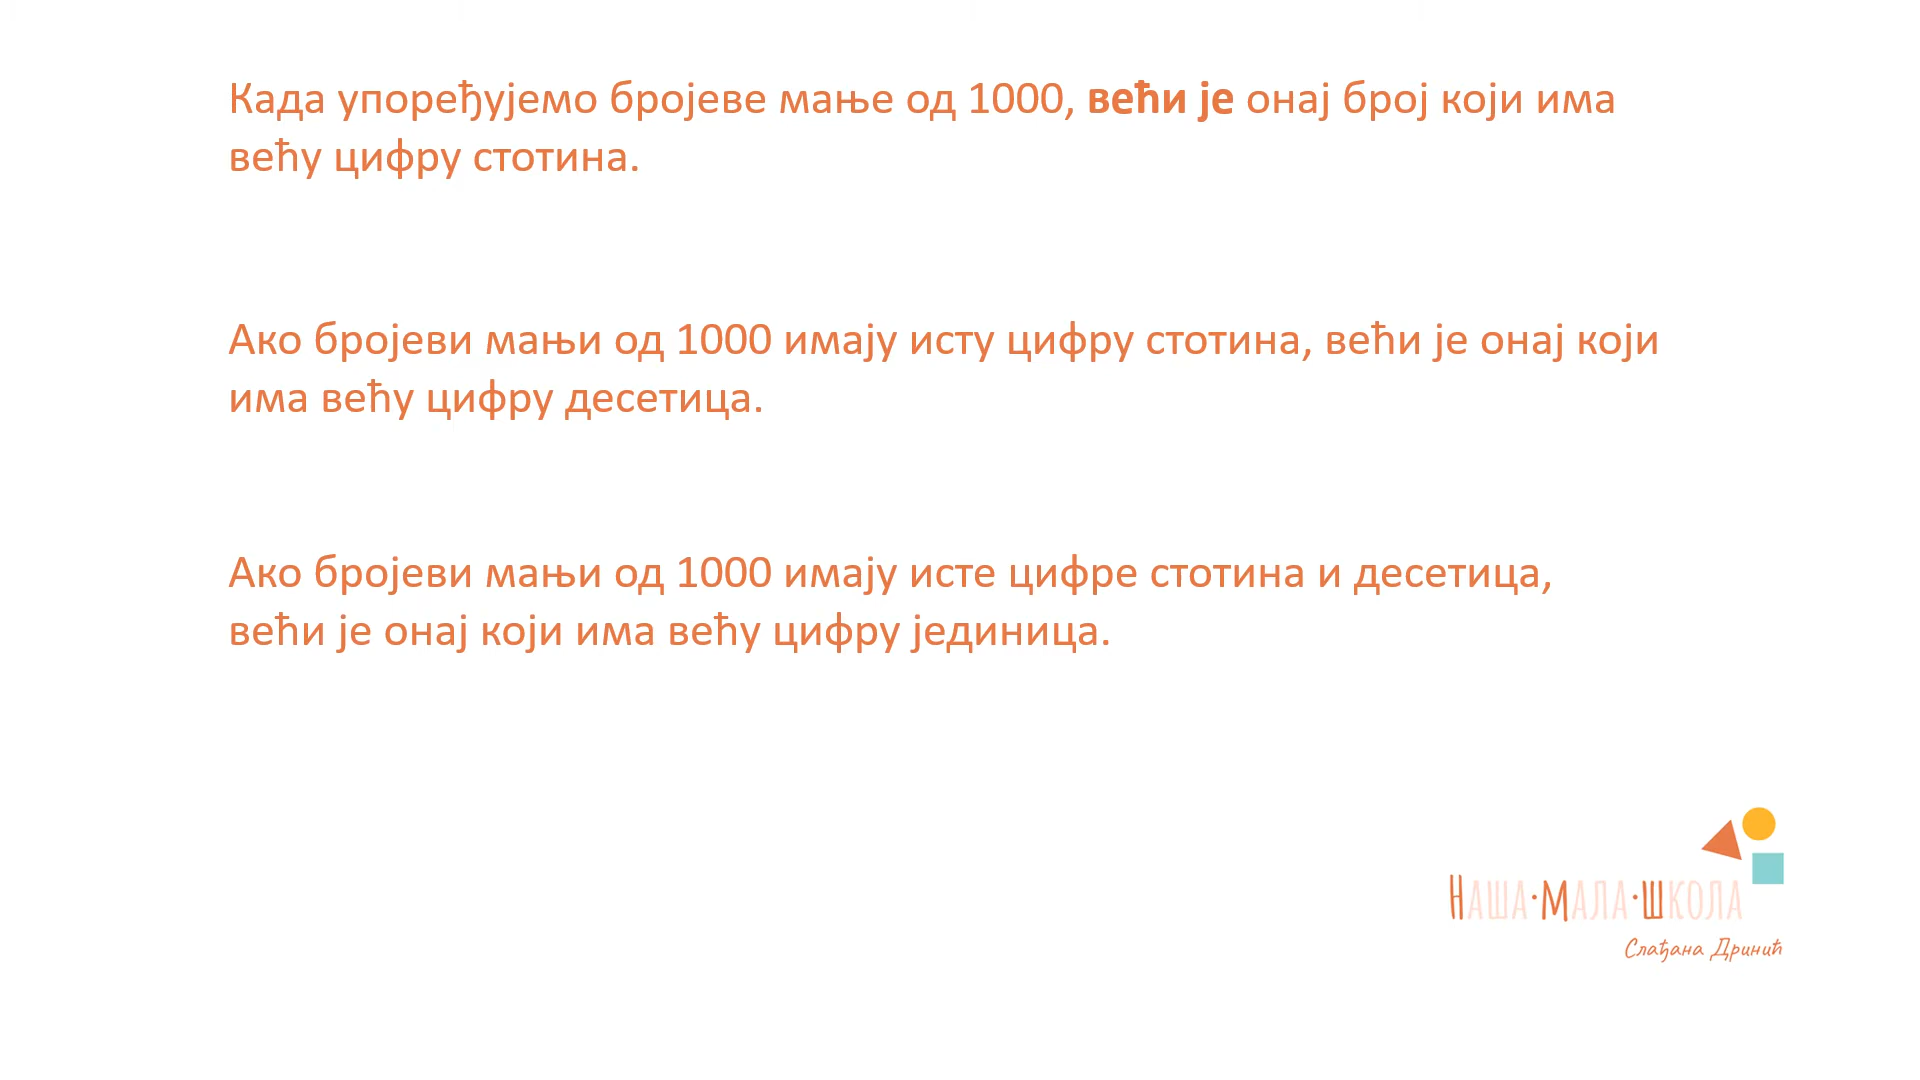 Када упоређујемо бројеве мање од 1000, већи је онај број који има
већу цифру стотина.
Ако бројеви мањи од 1000 имају исту цифру стотина, већи је онај који
има већу цифру десетица.
Ако бројеви мањи од 1000 имају исте цифре стотина и десетица,
већи је онај који има већу цифру јединица.
НАША·МАЛА·ШКОЛА
Слађана Дринић